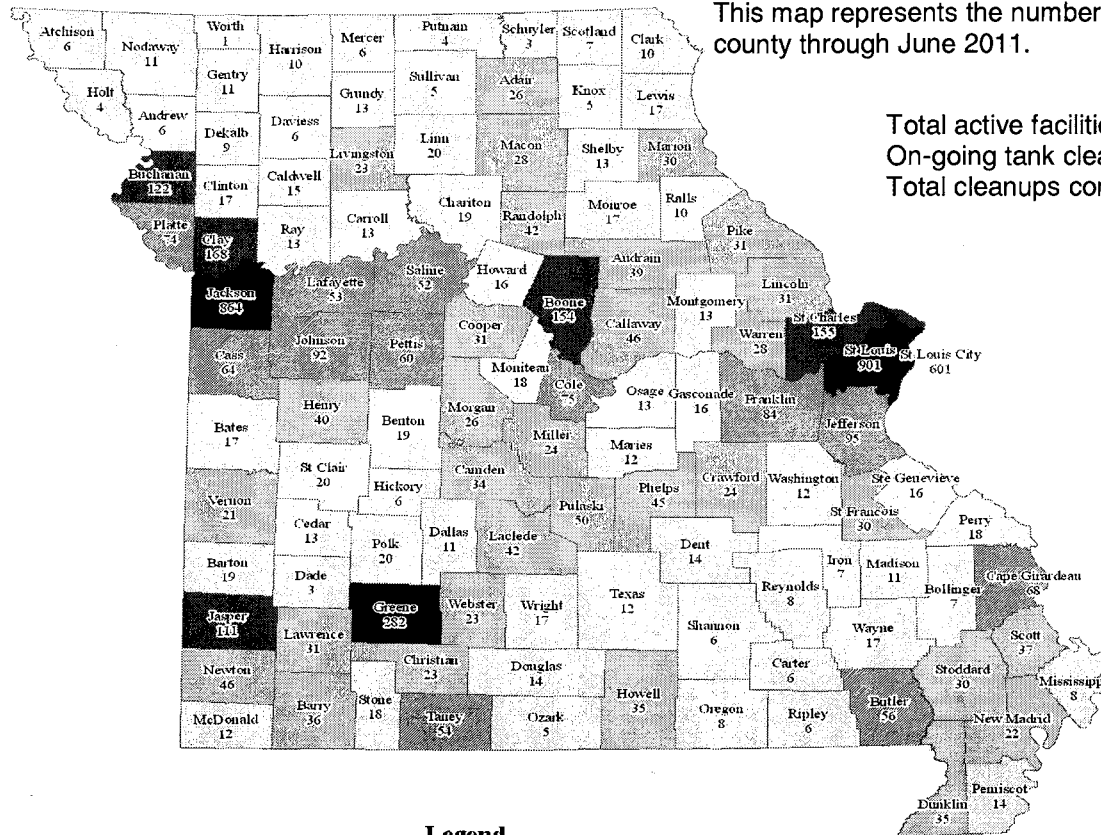 This map represents the number
county through June 2011.
Total active faciliti
On-going tank clea
Total cleanups co
Atchison
6
Nodaway
11
Worth
1
Harrison
10
Mercer
6
Putnam
4
Schuyler
3
Scotland
7
Clark
10
Holt
4
Andrew
6
Gentry
11
Dekalb
9
Daviess
6
Grundy
13
Sullivan
5
Adair
26
Knox
5
Lewis
17
Livingston
23
Linn
20
Macon
28
Shelby
13
Marion
30
Buchanan
122
Clinton
17
Caldwell
15
Platte
74
Clay
168
Ray
13
Carroll
13
Chariton
19
Randolph
42
Monroe
17
Ralls
10
Pike
31
Jackson
864
Lafayette
53
Saline
52
Howard
16
Boone
154
Audrain
39
Callaway
46
Montgomery
13
Lincoln
31
Warren
28
St Charles
155
St Louis
901
St Louis City
601
Cass
64
Johnson
92
Pettis
60
Cooper
31
Moniteau
18
Cole
75
Osage
13
Gasconade
16
Franklin
84
Jefferson
95
Bates
17
Henry
40
Benton
19
Morgan
26
Miller
24
Maries
12
St Clair
20
Hickory
6
Camden
34
Pulaski
50
Phelps
45
Crawford
24
Washington
12
Ste Genevieve
16
St Francois
30
Perry
18
Vernon
21
Cedar
13
Polk
20
Dallas
11
Laclede
42
Dent
14
Iron
7
Madison
11
Bollinger
7
Cape Girardeau
68
Barton
19
Dade
3
Greene
282
Webster
23
Wright
17
Texas
12
Reynolds
8
Shannon
6
Wayne
17
Scott
37
Jasper
111
Lawrence
31
Newton
46
Christian
23
Douglas
14
Howell
35
Carter
6
Stoddard
30
Mississipp
8
McDonald
12
Barry
36
Stone
18
Taney
54
Ozark
5
Oregon
8
Ripley
6
Butler
56
New Madrid
22
Dunklin
35
Pemiscot
14
Legend